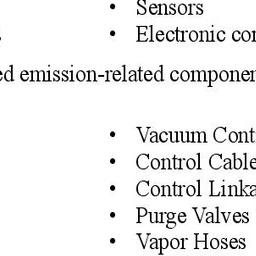 • Sensors
• Electronic con
ed emission-related componen
• Vacuum Cont
• Control Cable
• Control Linka
• Purge Valves
• Vapor Hoses